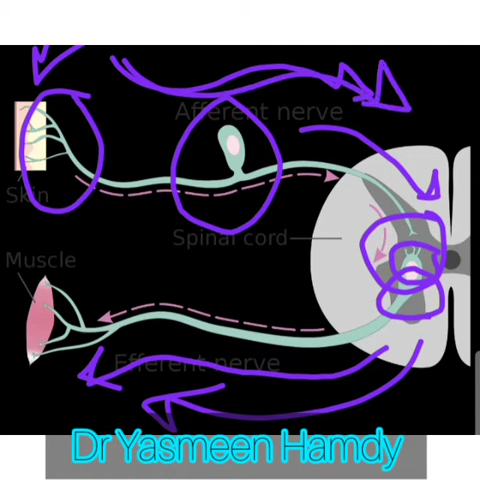 Afferent nerve
Skin
Spinal cord
Muscle
Efferent nerve
Dr Yasmeen Hamdy